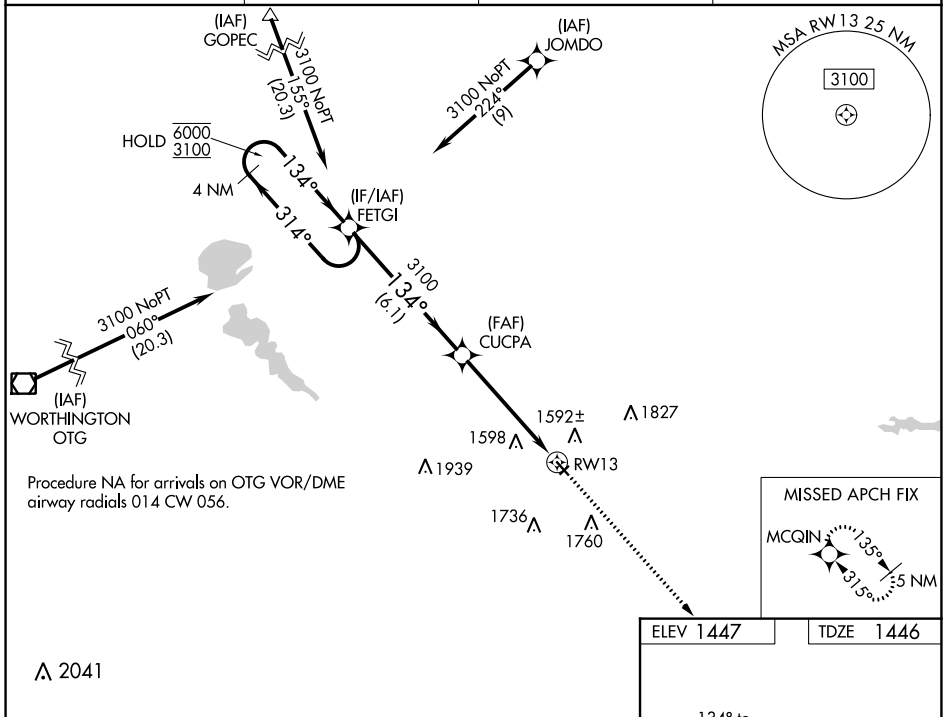 (IAF)
GOPEC
3100 NoPT
155°
(20.3)
(IAF)
JOMDO
3100 NoPT
224°
(9)
MSA RW13 25 NM
3100
HOLD 6000
3100
4 NM
134°
314°
(IF/IAF)
FETGI
3100
134°
(6.1)
3100 NoPT
060°
(20.3)
(IAF)
WORTHINGTON
OTG
(FAF)
CUCPA
1592±
1827
1598
RW13
1939
Procedure NA for arrivals on OTG VOR/DME
airway radials 014 CW 056.
1736
1760
MISSED APCH FIX
MCQIN
135°
315°
5 NM
ELEV 1447
TDZE 1446
2041